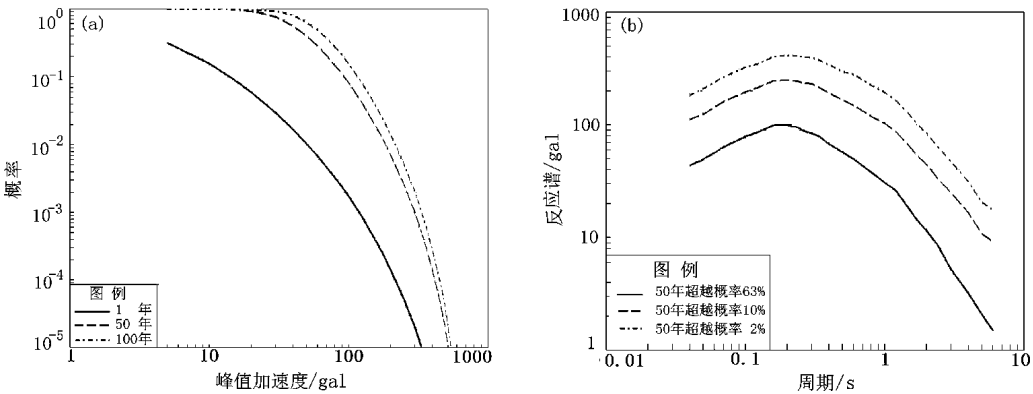 (a)
10⁰
10⁻¹
10⁻²
10⁻³
10⁻⁴
10⁻⁵
概率
图 例
1 年
50 年
100年
1
10
100
1000
峰值加速度/gal
(b)
1000
100
10
1
反应谱/gal
图 例
50年超越概率63%
50年超越概率10%
50年超越概率 2%
0.01
0.1
1
10
周期/s